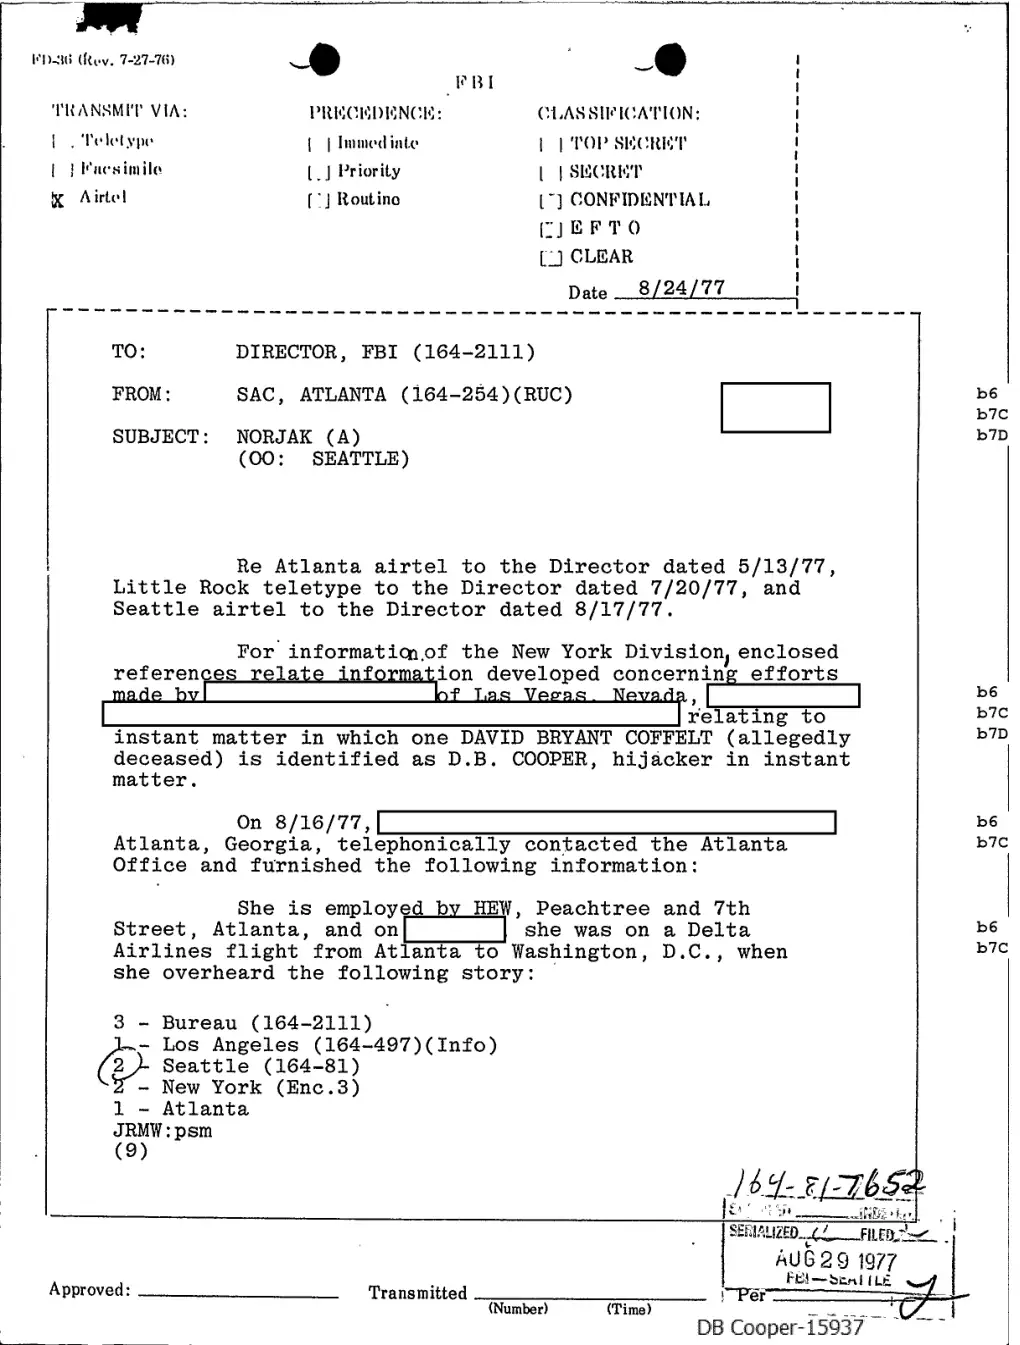 FD-36 (Rev. 7-27-76)
FBI
TRANSMIT VIA:
PRECEDENCE:
CLASSIFICATION:
[ ] Teletype
[ ] Immediate
[ ] TOP SECRET
[ ] Facsimile
[ ] Priority
[ ] SECRET
[X] Airtel
[ ] Routine
[ ] CONFIDENTIAL
[ ] E F T O
[ ] CLEAR
Date 8/24/77
TO: DIRECTOR, FBI (164-2111)
FROM: SAC, ATLANTA (164-254)(RUC)
b6
b7C
SUBJECT: NORJAK (A)
b7D
(OO: SEATTLE)
Re Atlanta airtel to the Director dated 5/13/77,
Little Rock teletype to the Director dated 7/20/77, and
Seattle airtel to the Director dated 8/17/77.
For information of the New York Division, enclosed
references relate information developed concerning efforts
made by of Las Vegas, Nevada,
b6
relating to
b7C
instant matter in which one DAVID BRYANT COFFELT (allegedly
b7D
deceased) is identified as D.B. COOPER, hijacker in instant
matter.
On 8/16/77,
b6
Atlanta, Georgia, telephonically contacted the Atlanta
b7C
Office and furnished the following information:
She is employed by HEW, Peachtree and 7th
Street, Atlanta, and on she was on a Delta
b6
Airlines flight from Atlanta to Washington, D.C., when
b7C
she overheard the following story:
3 - Bureau (164-2111)
1 - Los Angeles (164-497)(Info)
2 - Seattle (164-81)
2 - New York (Enc.3)
1 - Atlanta
JRMW:psm
(9)
164-81-7652
SERIALIZED FILED
AUG 29 1977
FBI-SEATTLE
Approved: Transmitted Per
(Number) (Time)
DB Cooper-15937